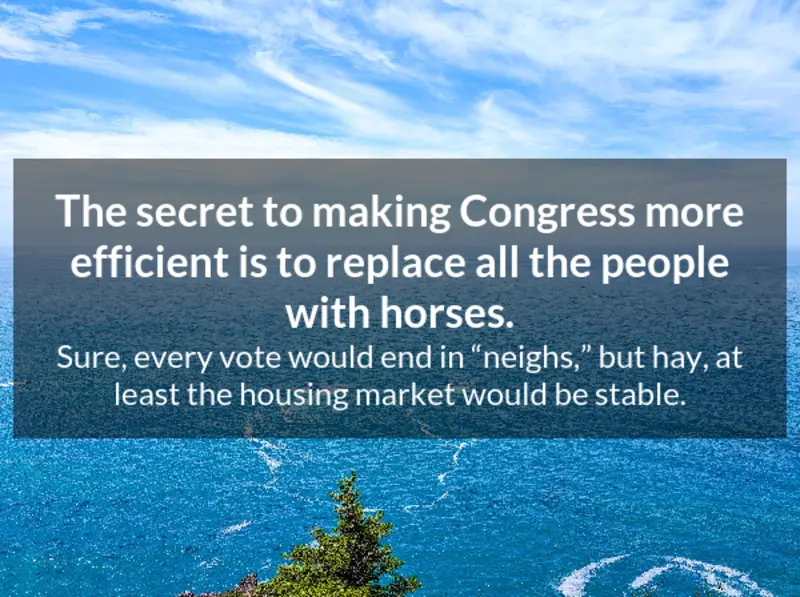 The secret to making Congress more
efficient is to replace all the people
with horses.
Sure, every vote would end in “neighs,” but hay, at
least the housing market would be stable.